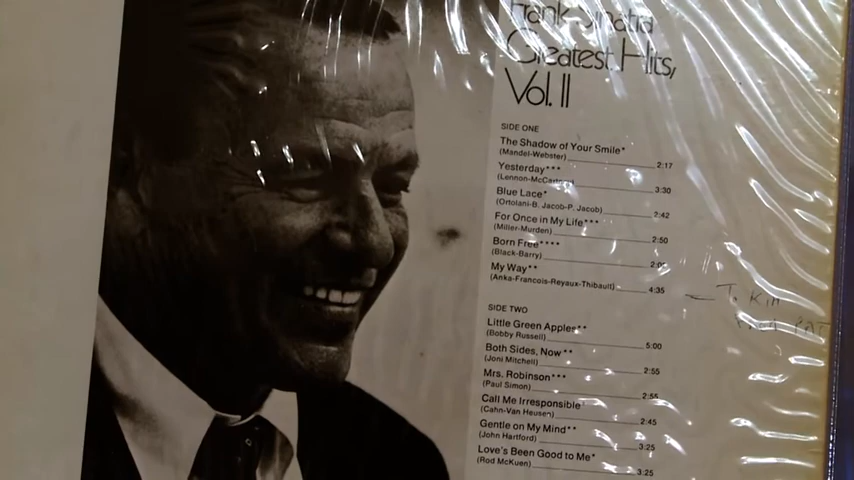 Frank Sinatra
Greatest Hits,
Vol. II
SIDE ONE
The Shadow of Your Smile*
(Mandel-Webster) 2:17
Yesterday***
(Lennon-McCartney) 3:30
Blue Lace*
(Ortolani-B. Jacob-P. Jacob) 2:42
For Once in My Life***
(Miller-Murden) 2:50
Born Free****
(Black-Barry)
My Way**
(Anka-Francois-Reyaux-Thibault) 4:35
To Kim
From PAT
SIDE TWO
Little Green Apples**
(Bobby Russell) 5:00
Both Sides, Now**
(Joni Mitchell) 2:55
Mrs. Robinson***
(Paul Simon) 2:55
Call Me Irresponsible
(Cahn-Van Heusen) 2:45
Gentle on My Mind**
(John Hartford) 3:25
Love's Been Good to Me*
(Rod McKuen) 3:25